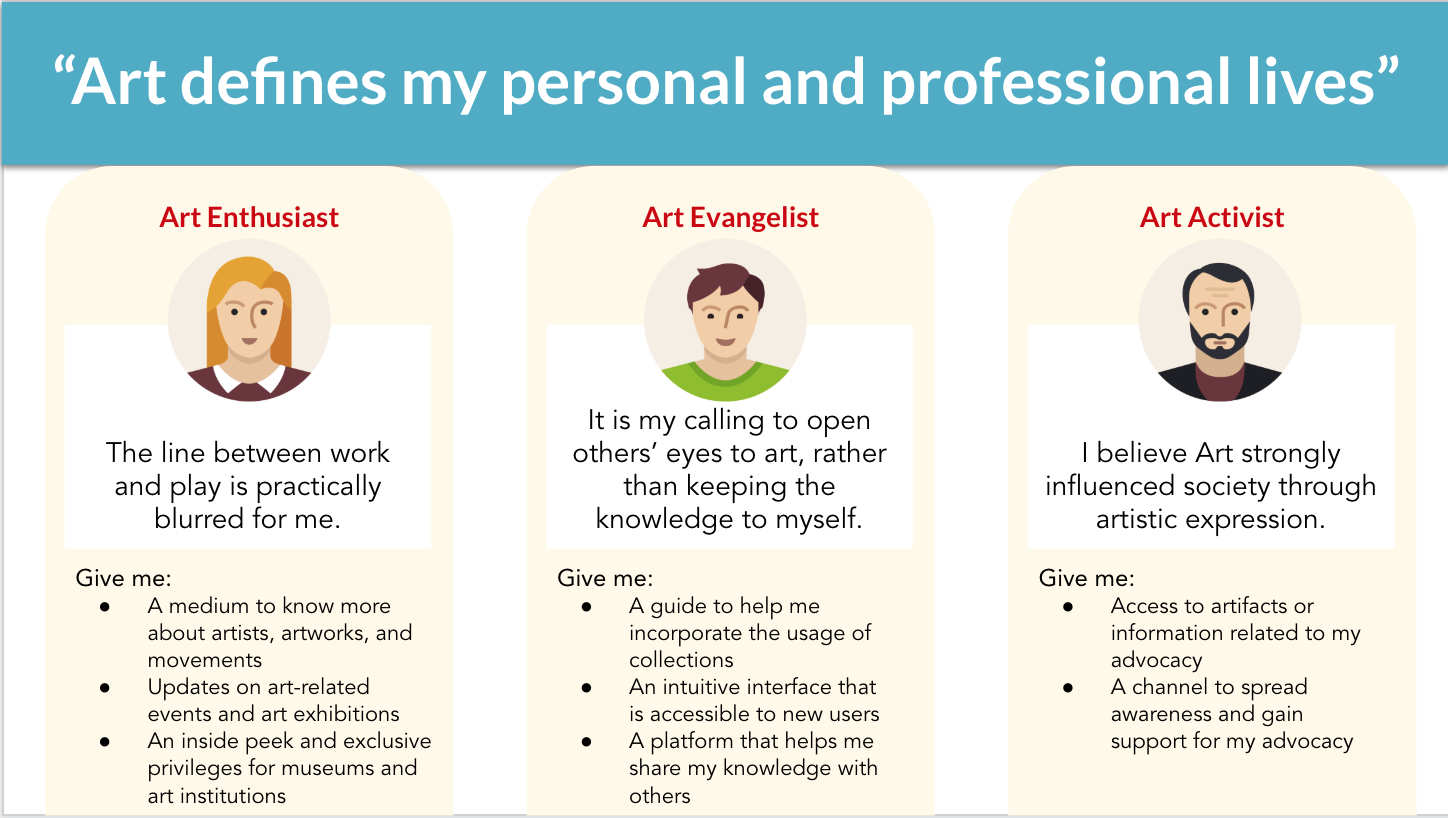 “Art defines my personal and professional lives”
Art Enthusiast
The line between work
and play is practically
blurred for me.
Give me:
● A medium to know more
about artists, artworks, and
movements
● Updates on art-related
events and art exhibitions
● An inside peek and exclusive
privileges for museums and
art institutions
Art Evangelist
It is my calling to open
others’ eyes to art, rather
than keeping the
knowledge to myself.
Give me:
● A guide to help me
incorporate the usage of
collections
● An intuitive interface that
is accessible to new users
● A platform that helps me
share my knowledge with
others
Art Activist
I believe Art strongly
influenced society through
artistic expression.
Give me:
● Access to artifacts or
information related to my
advocacy
● A channel to spread
awareness and gain
support for my advocacy